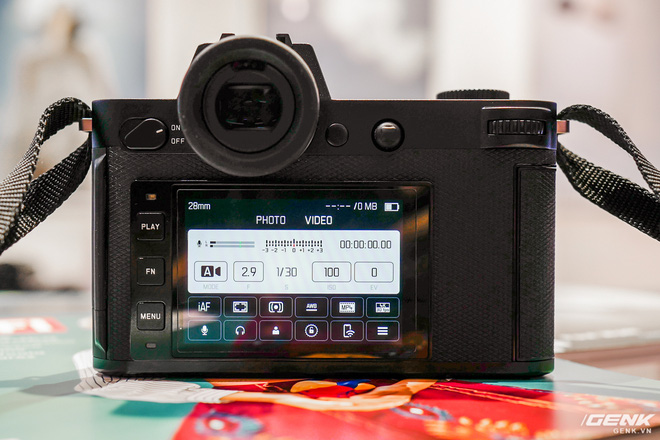 ON
OFF
PLAY
FN
MENU
28mm --:-- /0 MB
PHOTO VIDEO
-3 -2 -1 0 +1 +2 +3 00:00:00.00
A 2.9 1/30 100 0
MODE F S ISO EV
iAF AWB MP4
GENK
GENK.VN